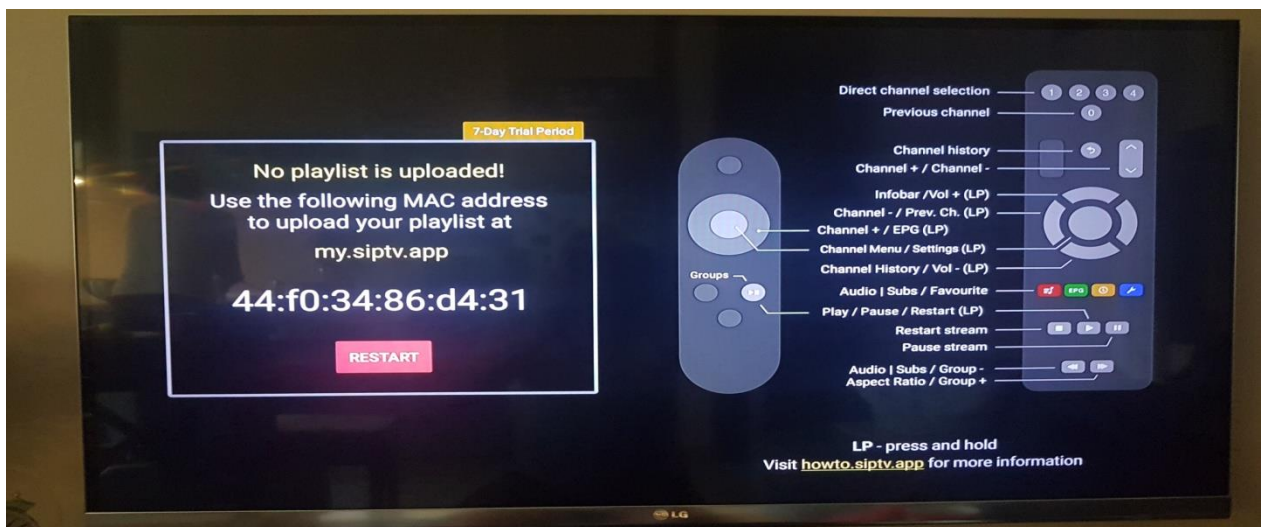 7-Day Trial Period
No playlist is uploaded!
Use the following MAC address
to upload your playlist at
my.siptv.app
44:f0:34:86:d4:31
RESTART
Groups
Direct channel selection
1 2 3 4
Previous channel
0
Channel history
Channel + / Channel -
Infobar /Vol + (LP)
Channel - / Prev. Ch. (LP)
Channel + / EPG (LP)
Channel Menu / Settings (LP)
Channel History / Vol - (LP)
Audio | Subs / Favourite
EPG
Play / Pause / Restart (LP)
Restart stream
Pause stream
Audio | Subs / Group -
Aspect Ratio / Group +
LP - press and hold
Visit howto.siptv.app for more information
LG